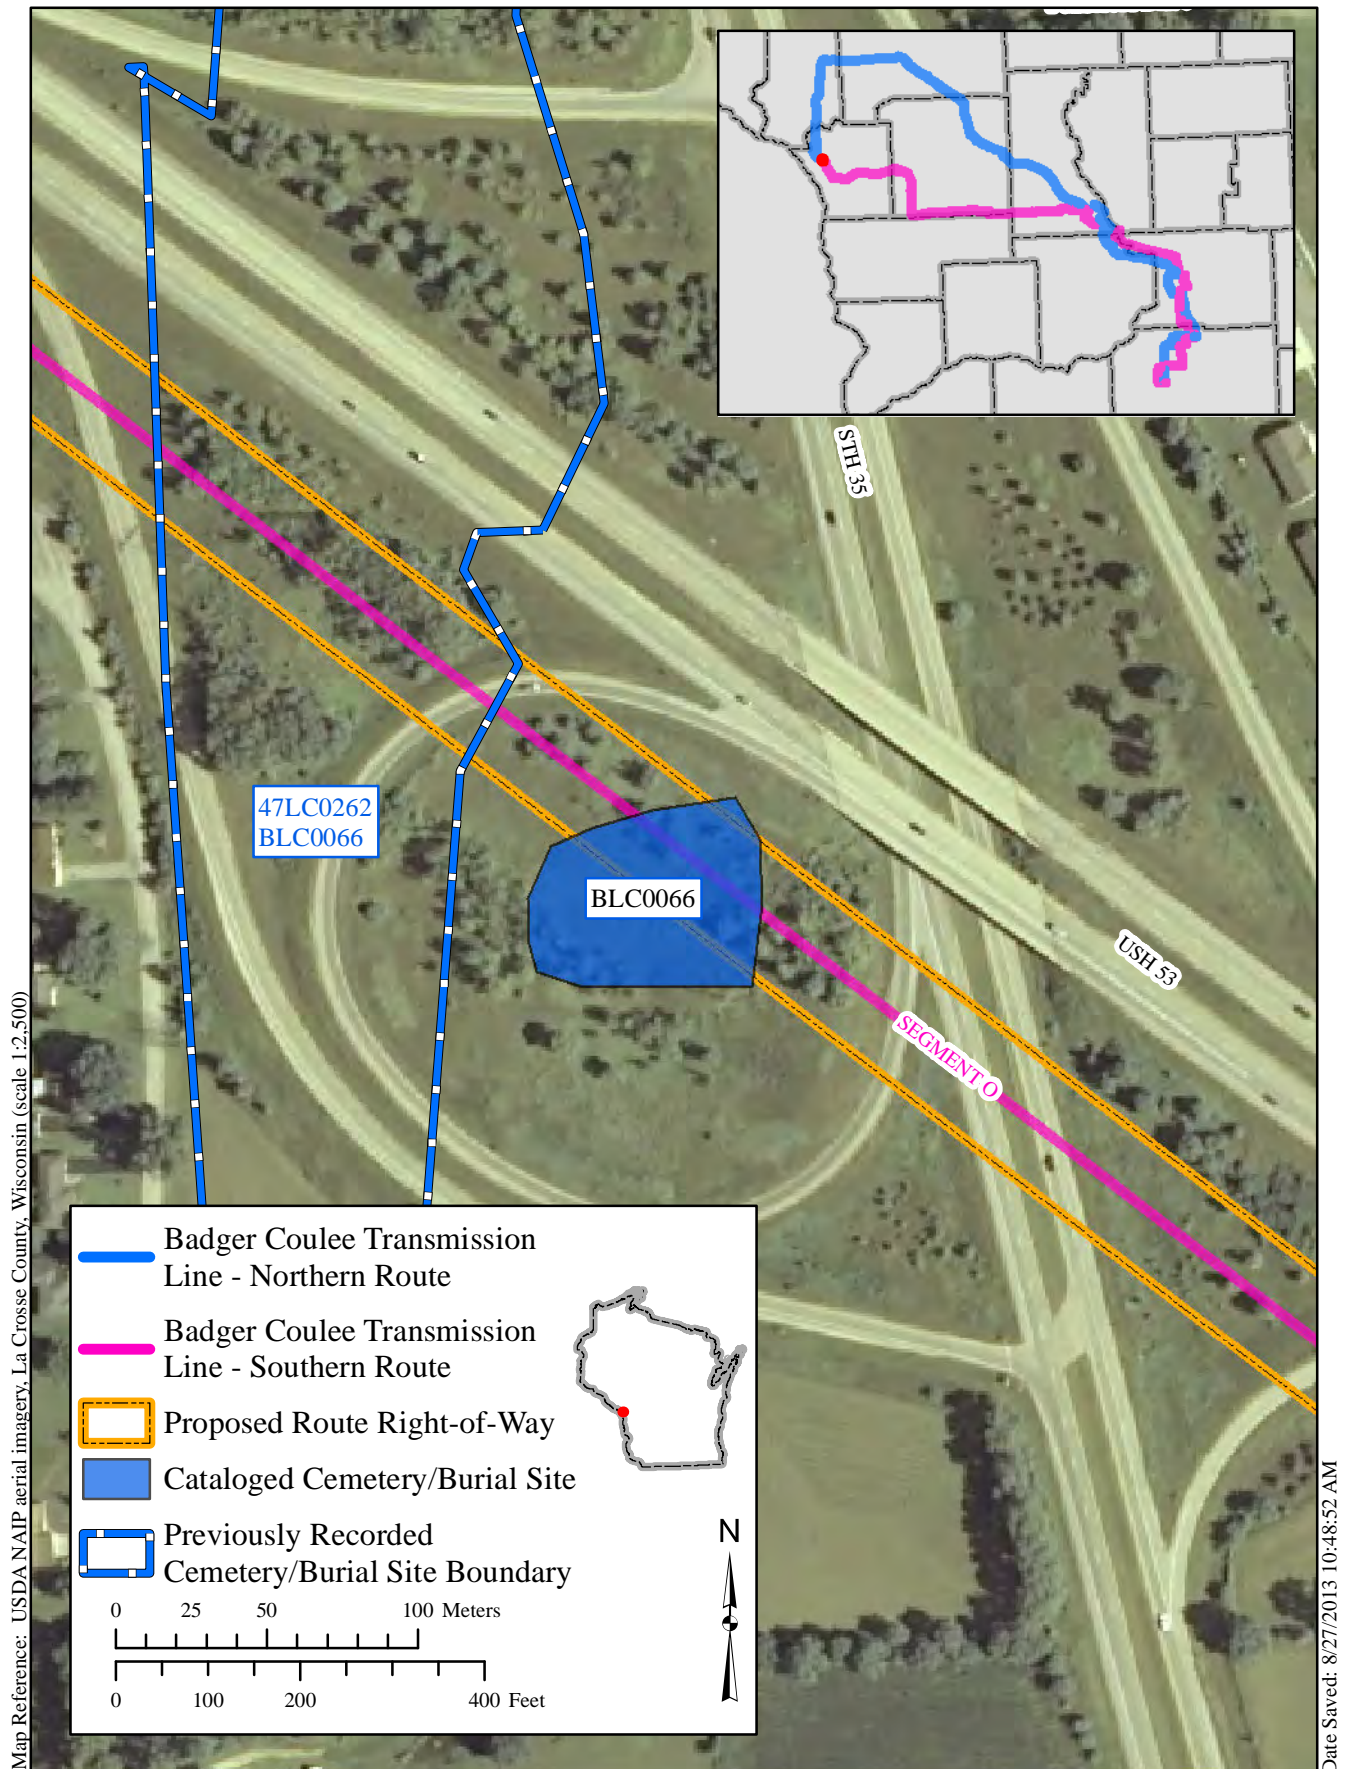 STH 35
47LC0262
BLC0066
BLC0066
USH 53
SEGMENT O
Badger Coulee Transmission
Line - Northern Route
Badger Coulee Transmission
Line - Southern Route
Proposed Route Right-of-Way
Cataloged Cemetery/Burial Site
Previously Recorded
Cemetery/Burial Site Boundary
N
0 25 50 100 Meters
0 100 200 400 Feet
Map Reference: USDA NAIP aerial imagery, La Crosse County, Wisconsin (scale 1:2,500)
Date Saved: 8/27/2013 10:48:52 AM